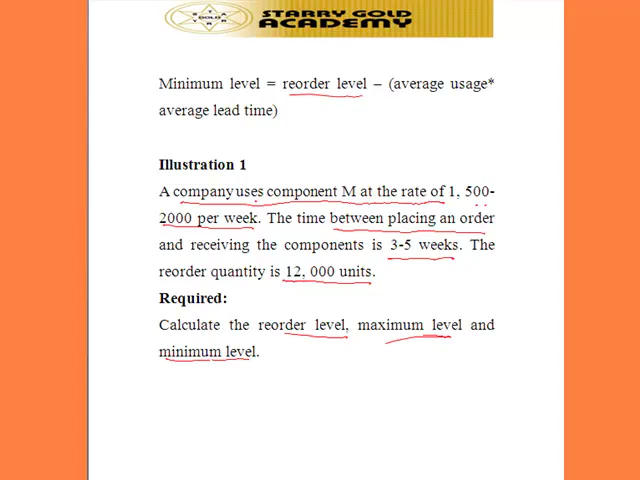 STARRY GOLD
ACADEMY
GOLD
Minimum level = reorder level – (average usage*
average lead time)
Illustration 1
A company uses component M at the rate of 1, 500-
2000 per week. The time between placing an order
and receiving the components is 3-5 weeks. The
reorder quantity is 12, 000 units.
Required:
Calculate the reorder level, maximum level and
minimum level.